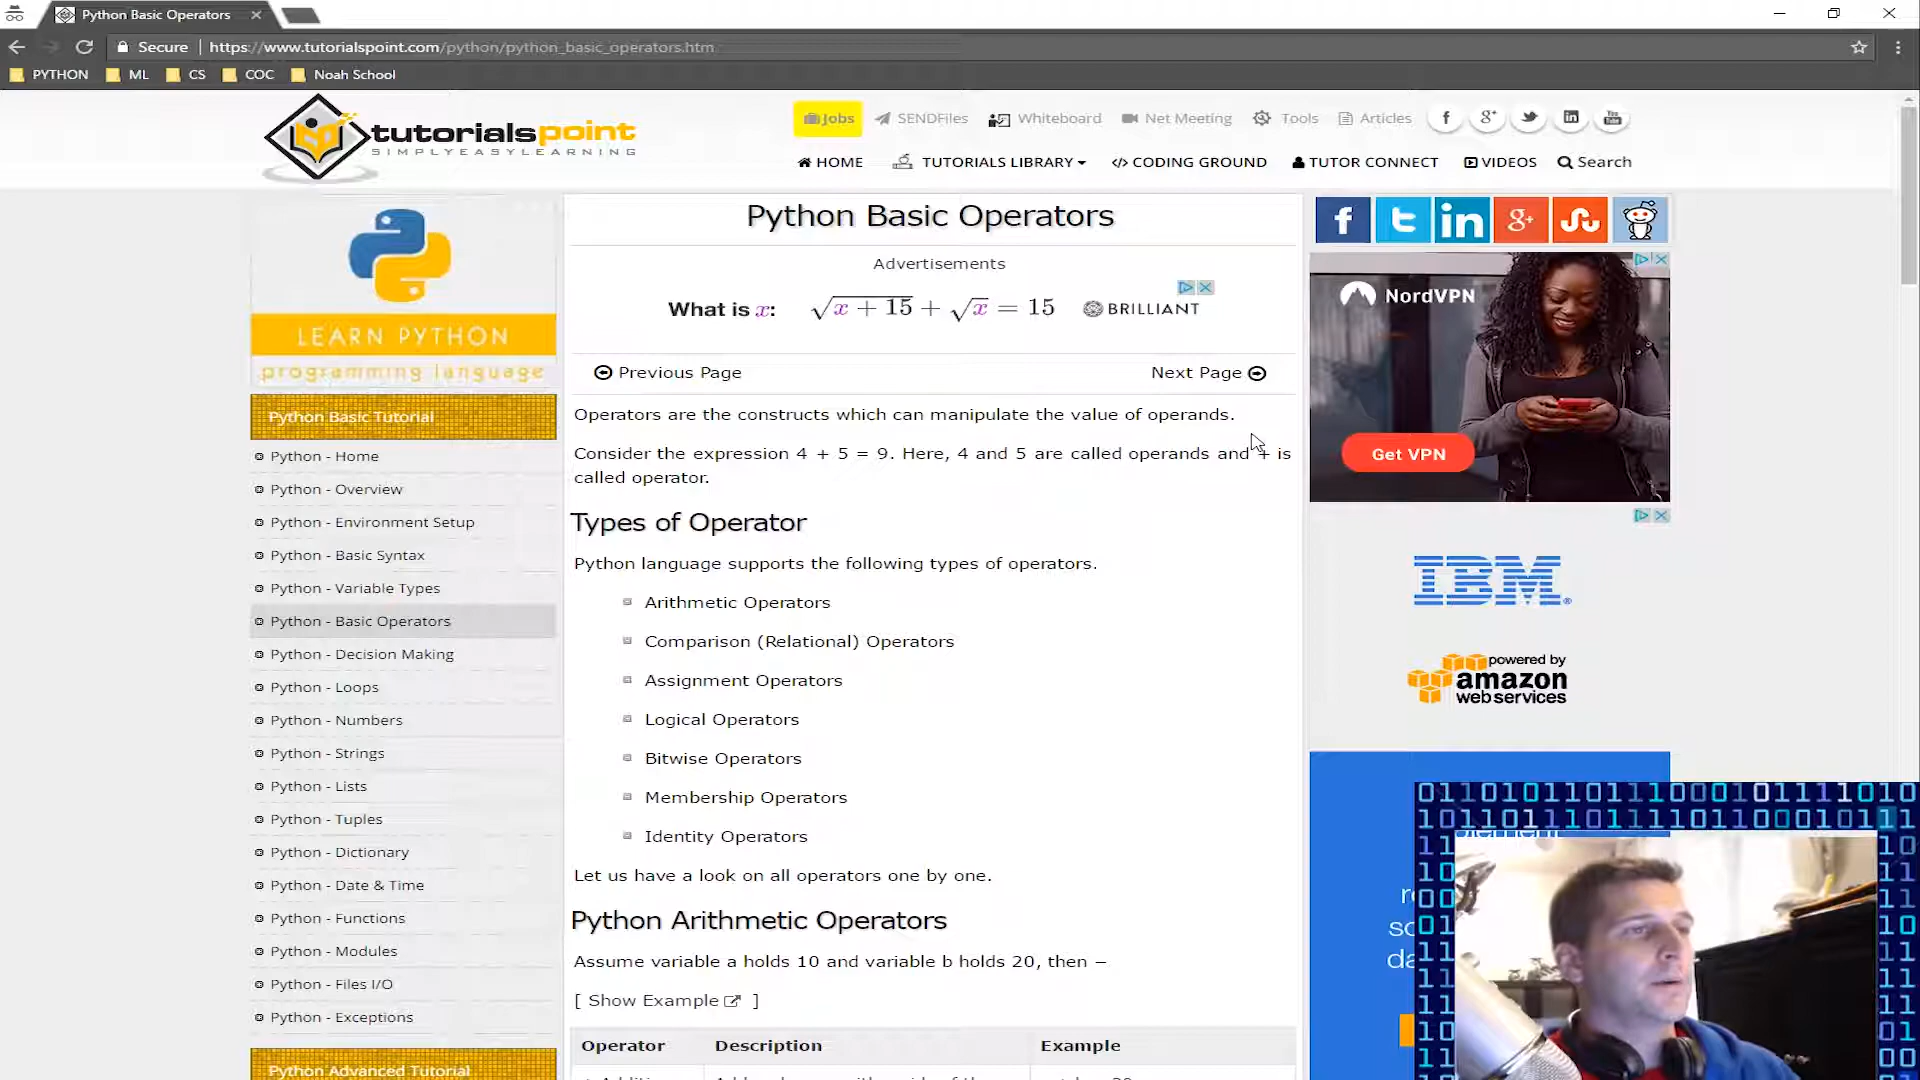 Python Basic Operators
Secure https://www.tutorialspoint.com/python/python_basic_operators.htm
PYTHON ML CS COC Noah School
tutorialspoint
SIMPLYEASYLEARNING
Jobs SENDFiles Whiteboard Net Meeting Tools Articles
HOME TUTORIALS LIBRARY CODING GROUND TUTOR CONNECT VIDEOS Search
LEARN PYTHON
programming language
Python Basic Tutorial
Python - Home
Python - Overview
Python - Environment Setup
Python - Basic Syntax
Python - Variable Types
Python - Basic Operators
Python - Decision Making
Python - Loops
Python - Numbers
Python - Strings
Python - Lists
Python - Tuples
Python - Dictionary
Python - Date & Time
Python - Functions
Python - Modules
Python - Files I/O
Python - Exceptions
Python Advanced Tutorial
Python Basic Operators
Advertisements
What is x: √x + 15 + √x = 15 BRILLIANT
Previous Page Next Page
Operators are the constructs which can manipulate the value of operands.
Consider the expression 4 + 5 = 9. Here, 4 and 5 are called operands and + is
called operator.
Types of Operator
Python language supports the following types of operators.
Arithmetic Operators
Comparison (Relational) Operators
Assignment Operators
Logical Operators
Bitwise Operators
Membership Operators
Identity Operators
Let us have a look on all operators one by one.
Python Arithmetic Operators
Assume variable a holds 10 and variable b holds 20, then −
[ Show Example ]
Operator Description Example
NordVPN
Get VPN
IBM
powered by
amazon
web services